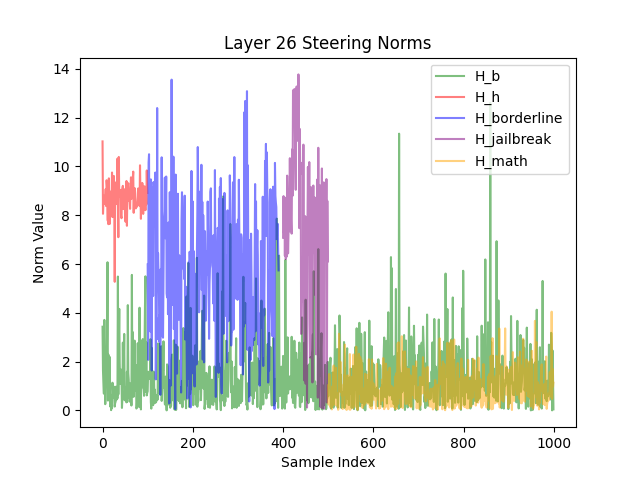 Layer 26 Steering Norms
H_b
H_h
H_borderline
H_jailbreak
H_math
Norm Value
14
12
10
8
6
4
2
0
0
200
400
600
800
1000
Sample Index